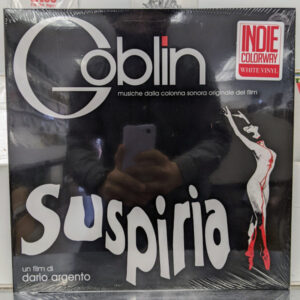 Goblin
musiche dalla colonna sonora originale del film
INDIE
COLORWAY
WHITE VINYL
Suspiria
un film di
dario argento